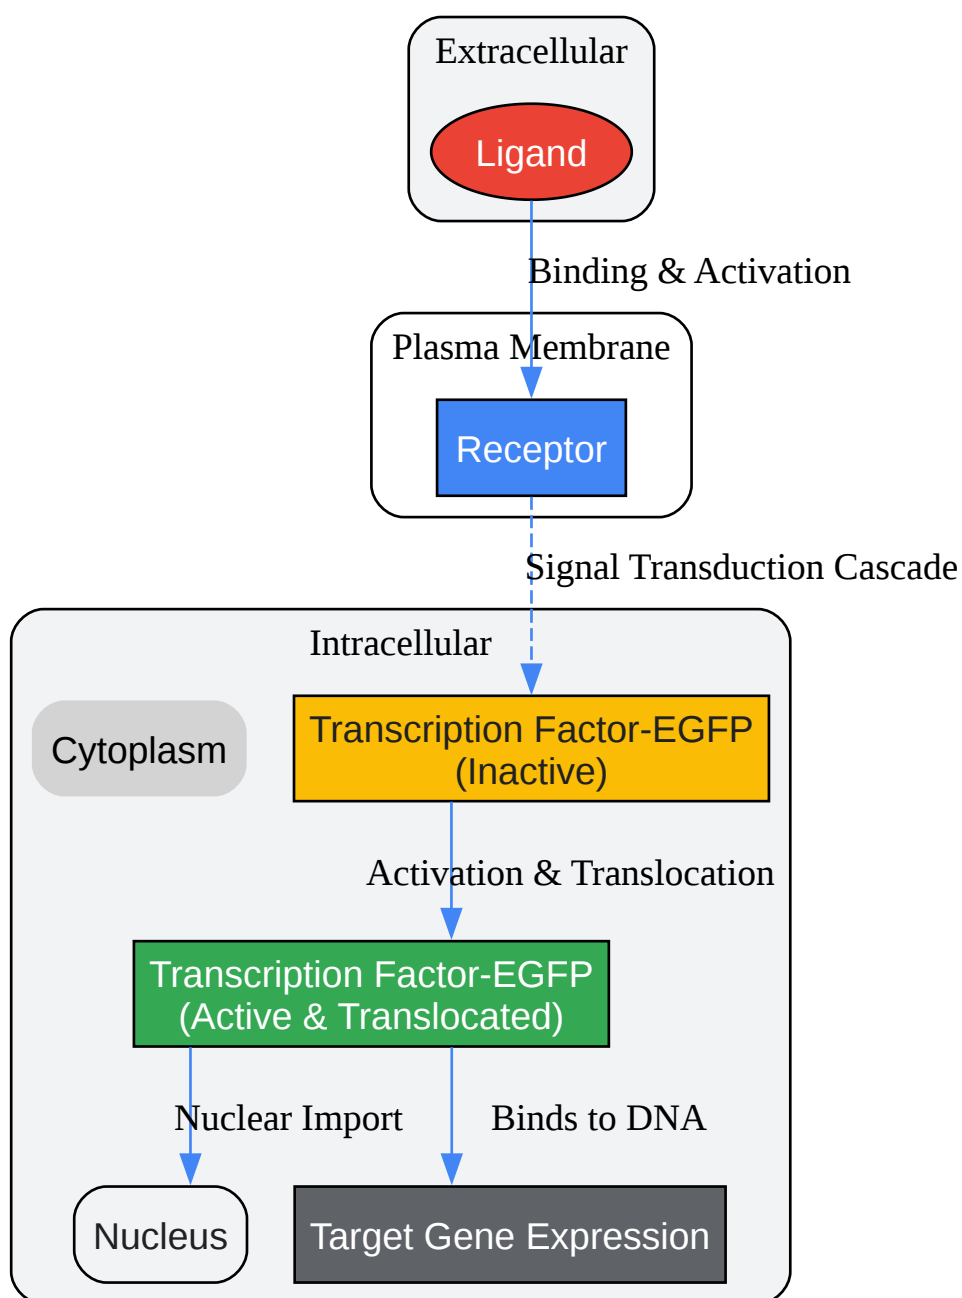 Extracellular
Ligand
Binding & Activation
Plasma Membrane
Receptor
Signal Transduction Cascade
Intracellular
Cytoplasm
Transcription Factor-EGFP
(Inactive)
Activation & Translocation
Transcription Factor-EGFP
(Active & Translocated)
Nuclear Import
Binds to DNA
Nucleus
Target Gene Expression